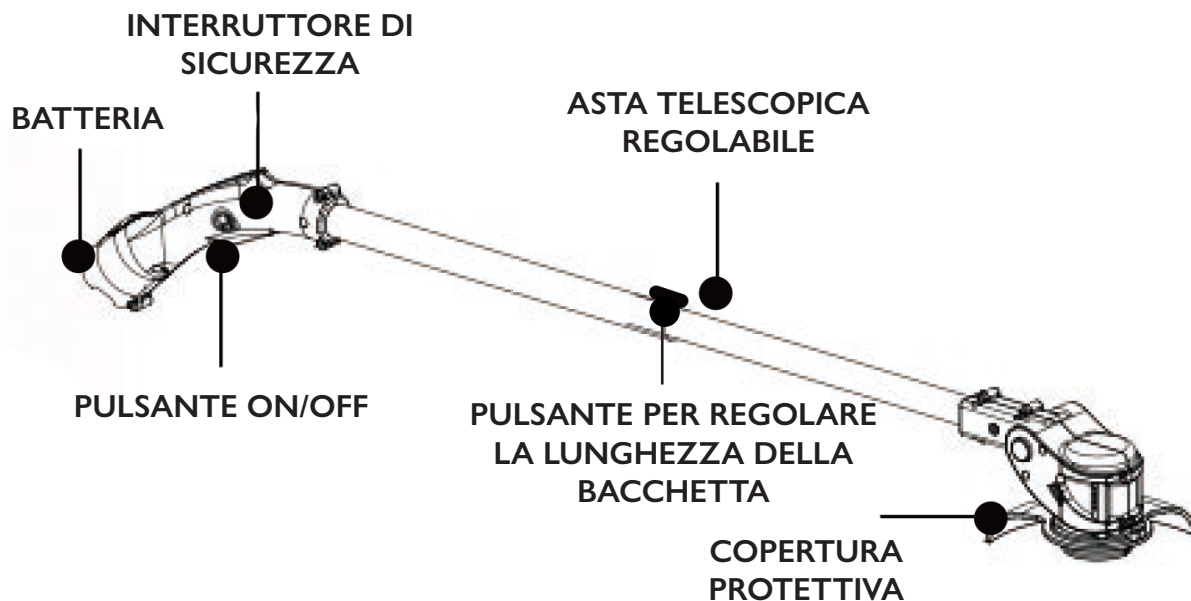 INTERRUTTORE DI
SICUREZZA
BATTERIA
ASTA TELESCOPICA
REGOLABILE
PULSANTE ON/OFF
PULSANTE PER REGOLARE
LA LUNGHEZZA DELLA
BACCHETTA
COPERTURA
PROTETTIVA